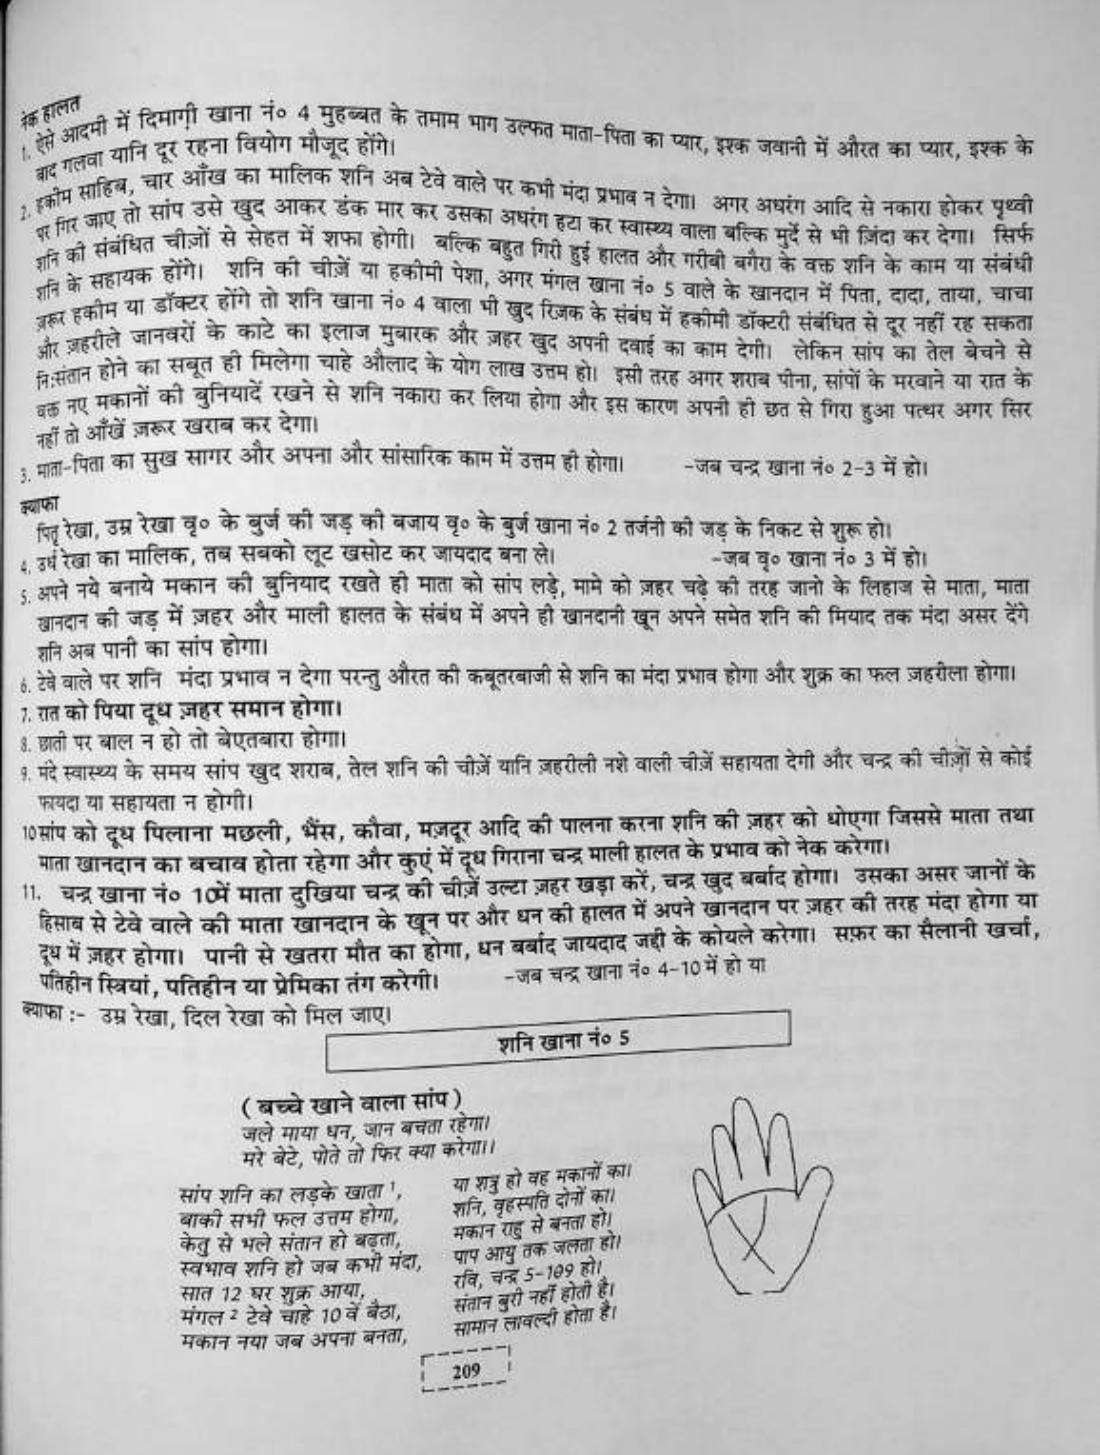 नेक हालत
1. ऐसे आदमी में दिमाग़ी खाना नं० 4 मुहब्बत के तमाम भाग उल्फत माता-पिता का प्यार, इश्क जवानी में औरत का प्यार, इश्क के
बाद गलवा यानि दूर रहना वियोग मौजूद होंगे।
2. हकीम साहिब, चार आँख का मालिक शनि अब टेवे वाले पर कभी मंदा प्रभाव न देगा। अगर अधरंग आदि से नकारा होकर पृथ्वी
पर गिर जाए तो सांप उसे खुद आकर डंक मार कर उसका अधरंग हटा कर स्वास्थ्य वाला बल्कि मुर्दे से भी ज़िंदा कर देगा। सिर्फ
शनि की संबंधित चीज़ों से सेहत में शफा होगी। बल्कि बहुत गिरी हुई हालत और गरीबी बगैरा के वक्त शनि के काम या संबंधी
शनि के सहायक होंगे। शनि की चीज़ें या हकीमी पेशा, अगर मंगल खाना नं० 5 वाले के खानदान में पिता, दादा, ताया, चाचा
ज़रूर हकीम या डॉक्टर होंगे तो शनि खाना नं० 4 वाला भी खुद रिज़क के संबंध में हकीमी डॉक्टरी संबंधित से दूर नहीं रह सकता
और ज़हरीले जानवरों के काटे का इलाज मुबारक और ज़हर खुद अपनी दवाई का काम देगी। लेकिन सांप का तेल बेचने से
नि:संतान होने का सबूत ही मिलेगा चाहे औलाद के योग लाख उत्तम हो। इसी तरह अगर शराब पीना, सांपों के मरवाने या रात के
वक्त नए मकानों की बुनियादें रखने से शनि नकारा कर लिया होगा और इस कारण अपनी ही छत से गिरा हुआ पत्थर अगर सिर
नहीं तो आँखें ज़रूर खराब कर देगा।
3. माता-पिता का सुख सागर और अपना और सांसारिक काम में उत्तम ही होगा। -जब चन्द्र खाना नं० 2-3 में हो।
क्याफा
पितृ रेखा, उम्र रेखा वृ० के बुर्ज की जड़ की बजाय वृ० के बुर्ज खाना नं० 2 तर्जनी की जड़ के निकट से शुरू हो।
4. उर्ध रेखा का मालिक, तब सबको लूट खसोट कर जायदाद बना ले। -जब वृ० खाना नं० 3 में हो।
5. अपने नये बनाये मकान की बुनियाद रखते ही माता को सांप लड़े, मामे को ज़हर चढ़े की तरह जानो के लिहाज से माता, माता
खानदान की जड़ में ज़हर और माली हालत के संबंध में अपने ही खानदानी खून अपने समेत शनि की मियाद तक मंदा असर देंगे
शनि अब पानी का सांप होगा।
6. टेवे वाले पर शनि मंदा प्रभाव न देगा परन्तु औरत की कबूतरबाजी से शनि का मंदा प्रभाव होगा और शुक्र का फल ज़हरीला होगा।
7. रात को पिया दूध ज़हर समान होगा।
8. छाती पर बाल न हो तो बेएतबारा होगा।
9. मंदे स्वास्थ्य के समय सांप खुद शराब, तेल शनि की चीज़ें यानि ज़हरीली नशे वाली चीज़ें सहायता देगी और चन्द्र की चीज़ों से कोई
फायदा या सहायता न होगी।
10सांप को दूध पिलाना मछली, भैंस, कौवा, मज़दूर आदि की पालना करना शनि की ज़हर को धोएगा जिससे माता तथा
माता खानदान का बचाव होता रहेगा और कुएं में दूध गिराना चन्द्र माली हालत के प्रभाव को नेक करेगा।
11. चन्द्र खाना नं० 10में माता दुखिया चन्द्र की चीज़ें उल्टा ज़हर खड़ा करें, चन्द्र खुद बर्बाद होगा। उसका असर जानों के
हिसाब से टेवे वाले की माता खानदान के खून पर और धन की हालत में अपने खानदान पर ज़हर की तरह मंदा होगा या
दूध में ज़हर होगा। पानी से खतरा मौत का होगा, धन बर्बाद जायदाद जद्दी के कोयले करेगा। सफ़र का सैलानी खर्चा,
पतिहीन स्त्रियां, पतिहीन या प्रेमिका तंग करेगी। -जब चन्द्र खाना नं० 4-10 में हो या
क्याफा :- उम्र रेखा, दिल रेखा को मिल जाए।
शनि खाना नं० 5
( बच्चे खाने वाला सांप )
जले माया धन, जान बचता रहेगा।
मरे बेटे, पोते तो फिर क्या करेगा।।
सांप शनि का लड़के खाता 1, या शत्रु हो वह मकानों का।
बाकी सभी फल उत्तम होगा, शनि, वृहस्पति दोनों का।
केतु से भले संतान हो बढ़ता, मकान राहु से बनता हो।
स्वभाव शनि हो जब कभी मंदा, पाप आयु तक जलता हो।
सात 12 घर शुक्र आया, रवि, चन्द्र 5-109 हो।
मंगल 2 टेवे चाहे 10 वें बैठा, संतान बुरी नहीं होती है।
मकान नया जब अपना बनता, सामान लावल्दी होता है।
209